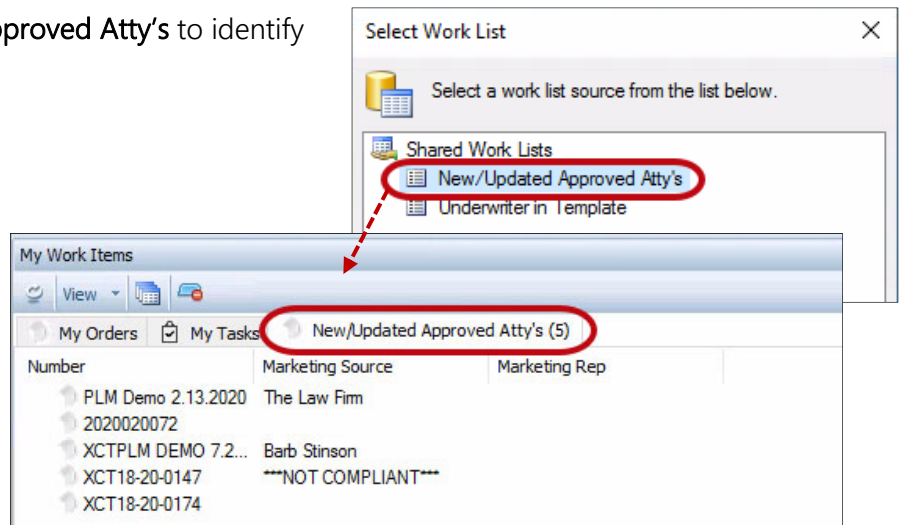 proved Atty's to identify
Select Work List
Select a work list source from the list below.
Shared Work Lists
New/Updated Approved Atty's
Underwriter in Template
My Work Items
View
My Orders My Tasks New/Updated Approved Atty's (5)
Number Marketing Source Marketing Rep
PLM Demo 2.13.2020 The Law Firm
2020020072
XCTPLM DEMO 7.2... Barb Stinson
XCT18-20-0147 ***NOT COMPLIANT***
XCT18-20-0174